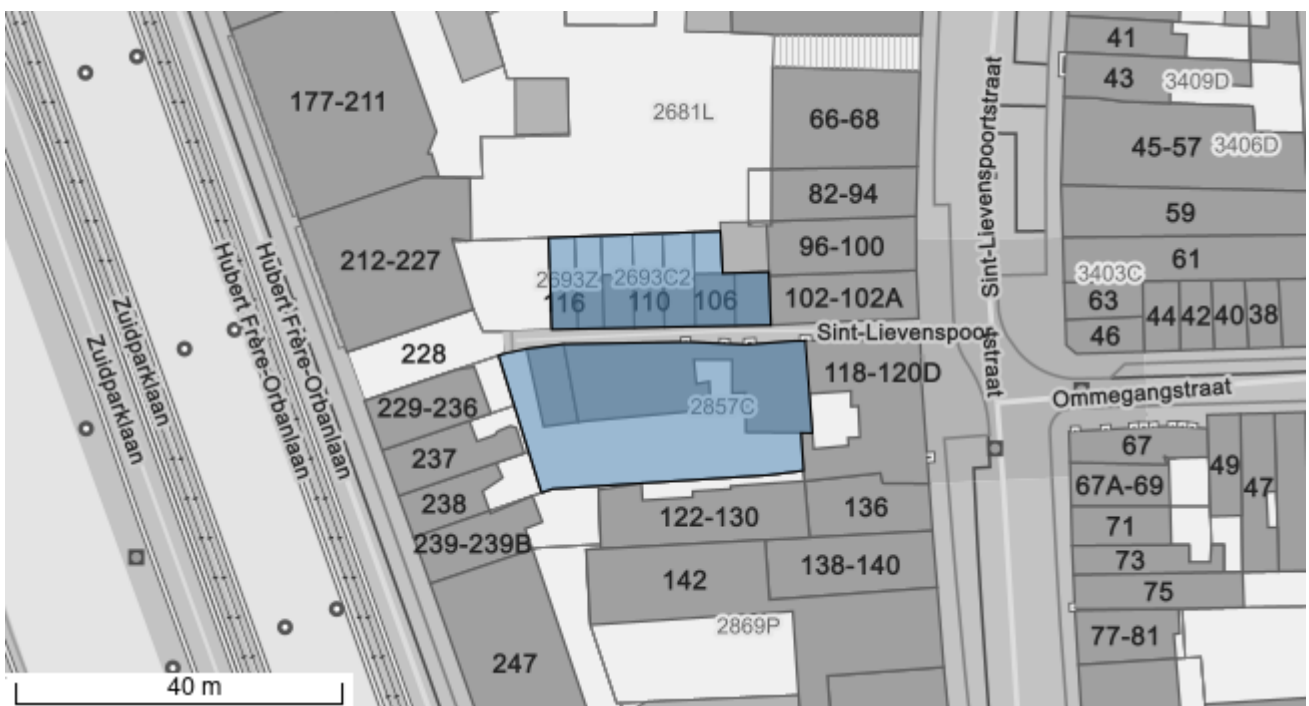 41
43
3409D
177-211
2681L
66-68
45-57
3406D
82-94
59
Sint-Lievenspoortstraat
96-100
61
212-227
2693Z
2693C2
3403C
116
110
106
102-102A
63
44
42
40
38
46
Sint-Lievenspoortstraat
Hubert Frère-Orbanlaan
Hubert Frère-Orbanlaan
Zuidparklaan
Zuidparklaan
228
118-120D
Ommegangstraat
229-236
2857C
67
49
47
237
67A-69
238
122-130
136
71
239-239B
73
142
138-140
75
2869P
77-81
247
40 m